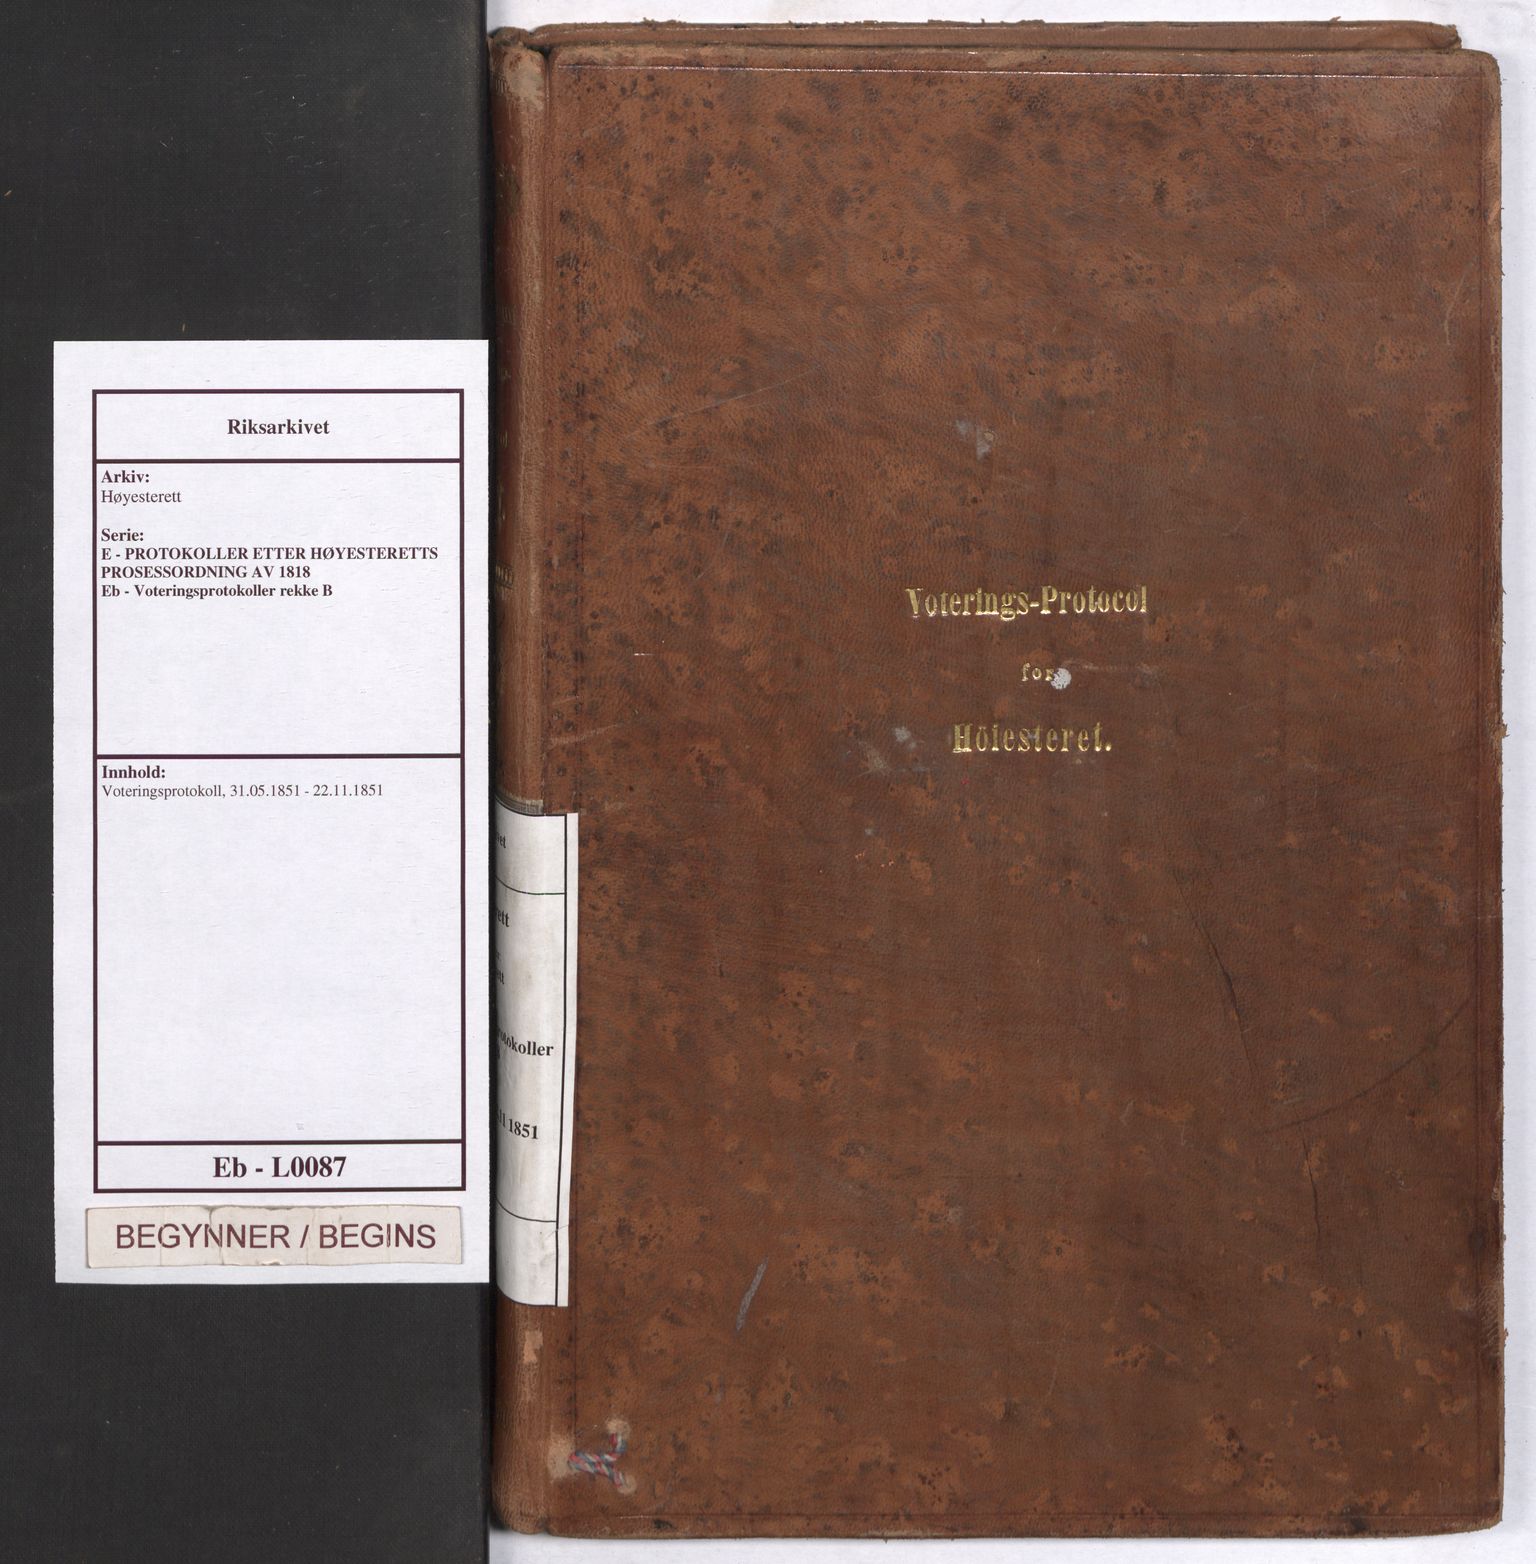 Riksarkivet
Arkiv:
Høyesterett
Serie:
E - PROTOKOLLER ETTER HØYESTERETTS
PROSESSORDNING AV 1818
Eb - Voteringsprotokoller rekke B
Innhold:
Voteringsprotokoll, 31.05.1851 - 22.11.1851
Eb - L0087
BEGYNNER / BEGINS
Voterings-Protocol
for
Höiesteret.
1851